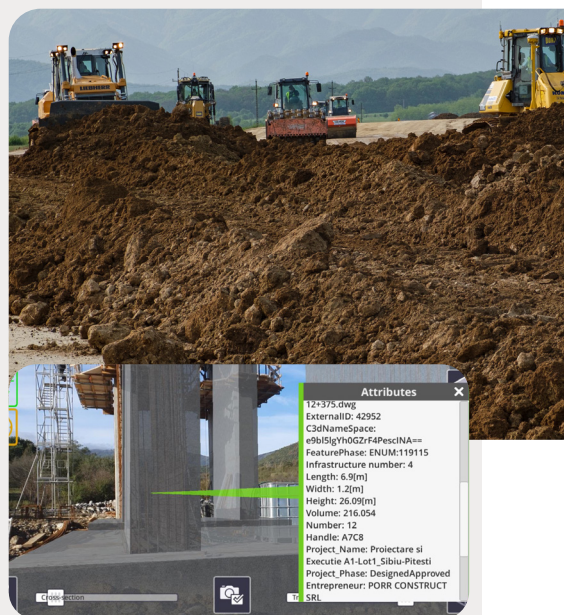 LIEBHERR
Attributes
12+375.dwg
ExternalID: 42952
C3dNameSpace:
e9bl5lgYh0GZrF4PescINA==
FeaturePhase: ENUM:119115
Infrastructure number: 4
Length: 6.9[m]
Width: 1.2[m]
Height: 26.09[m]
Volume: 216.054
Number: 12
Handle: A7C8
Project_Name: Proiectare si
Executie A1-Lot1_Sibiu-Pitesti
Project_Phase: DesignedApproved
Entrepreneur: PORR CONSTRUCT
SRL
Cross-section